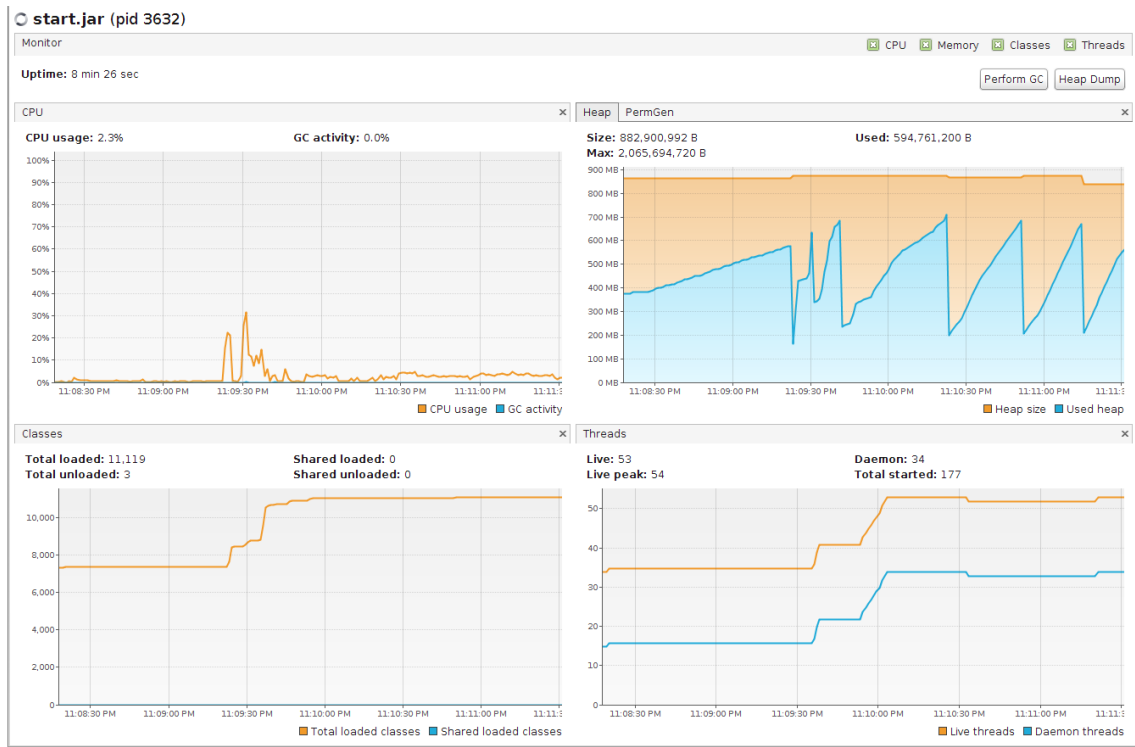 start.jar (pid 3632)
Monitor
CPU Memory Classes Threads
Uptime: 8 min 26 sec
Perform GC Heap Dump
CPU
CPU usage: 2.3% GC activity: 0.0%
100%
90%
80%
70%
60%
50%
40%
30%
20%
10%
0%
11:08:30 PM 11:09:00 PM 11:09:30 PM 11:10:00 PM 11:10:30 PM 11:11:00 PM 11:11:3
CPU usage GC activity
Heap PermGen
Size: 882,900,992 B Used: 594,761,200 B
Max: 2,065,694,720 B
900 MB
800 MB
700 MB
600 MB
500 MB
400 MB
300 MB
200 MB
100 MB
0 MB
11:08:30 PM 11:09:00 PM 11:09:30 PM 11:10:00 PM 11:10:30 PM 11:11:00 PM 11:11:3
Heap size Used heap
Classes
Total loaded: 11,119 Shared loaded: 0
Total unloaded: 3 Shared unloaded: 0
10,000
8,000
6,000
4,000
2,000
0
11:08:30 PM 11:09:00 PM 11:09:30 PM 11:10:00 PM 11:10:30 PM 11:11:00 PM 11:11:3
Total loaded classes Shared loaded classes
Threads
Live: 53 Daemon: 34
Live peak: 54 Total started: 177
50
40
30
20
10
0
11:08:30 PM 11:09:00 PM 11:09:30 PM 11:10:00 PM 11:10:30 PM 11:11:00 PM 11:11:3
Live threads Daemon threads